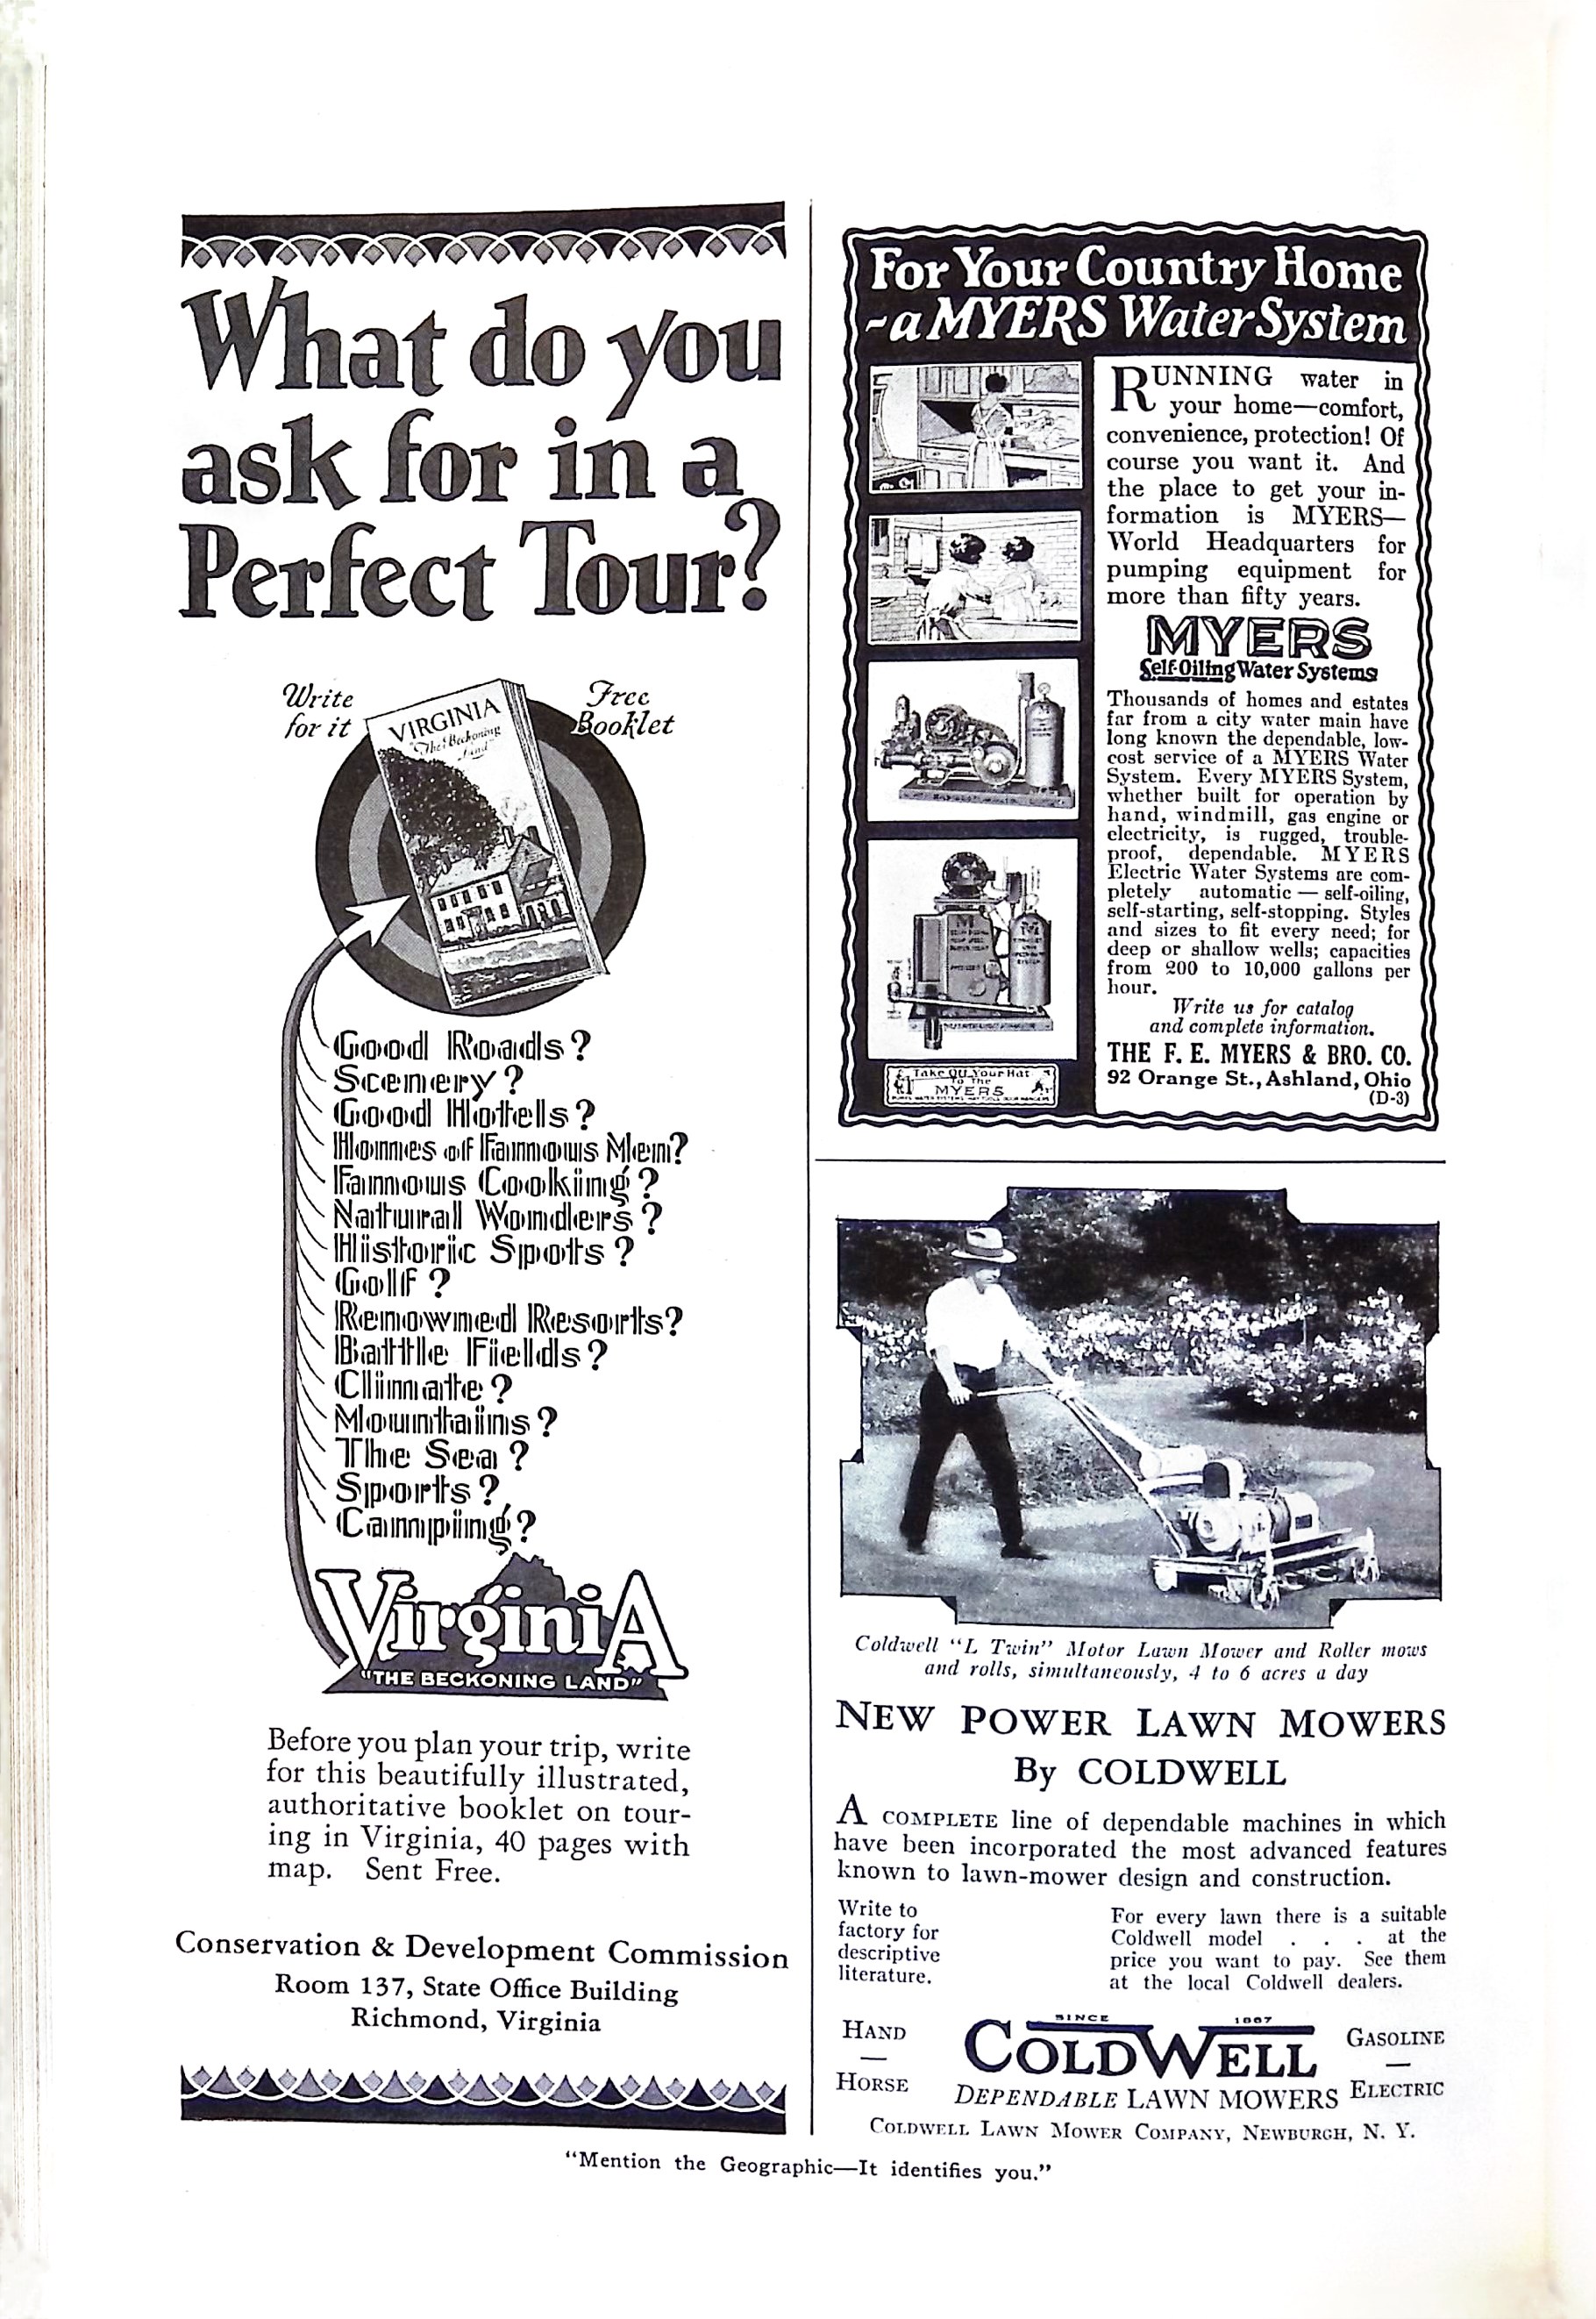 What do you
ask for in a
Perfect Tour?
Write
for it
Free
Booklet
VIRGINIA
"The Beckoning
Land"
Good Roads?
Scenery?
Good Hotels?
Homes of Famous Men?
Famous Cooking?
Natural Wonders?
Historic Spots?
Golf?
Renowned Resorts?
Battle Fields?
Climate?
Mountains?
The Sea?
Sports?
Camping?
Virginia
"THE BECKONING LAND"
Before you plan your trip, write
for this beautifully illustrated,
authoritative booklet on tour-
ing in Virginia, 40 pages with
map. Sent Free.
Conservation & Development Commission
Room 137, State Office Building
Richmond, Virginia
For Your Country Home
-a MYERS Water System
RUNNING water in
your home—comfort,
convenience, protection! Of
course you want it. And
the place to get your in-
formation is MYERS—
World Headquarters for
pumping equipment for
more than fifty years.
MYERS
Self-Oiling Water Systems
Thousands of homes and estates
far from a city water main have
long known the dependable, low-
cost service of a MYERS Water
System. Every MYERS System,
whether built for operation by
hand, windmill, gas engine or
electricity, is rugged, trouble-
proof, dependable. MYERS
Electric Water Systems are com-
pletely automatic — self-oiling,
self-starting, self-stopping. Styles
and sizes to fit every need; for
deep or shallow wells; capacities
from 200 to 10,000 gallons per
hour.
Write us for catalog
and complete information.
THE F. E. MYERS & BRO. CO.
92 Orange St., Ashland, Ohio
(D-3)
Take Off Your Hat
To The
MYERS
Coldwell "L Twin" Motor Lawn Mower and Roller mows
and rolls, simultaneously, 4 to 6 acres a day
NEW POWER LAWN MOWERS
By COLDWELL
A COMPLETE line of dependable machines in which
have been incorporated the most advanced features
known to lawn-mower design and construction.
Write to
factory for
descriptive
literature.
For every lawn there is a suitable
Coldwell model . . . at the
price you want to pay. See them
at the local Coldwell dealers.
HAND
—
HORSE
SINCE 1867
COLDWELL
DEPENDABLE LAWN MOWERS
GASOLINE
—
ELECTRIC
COLDWELL LAWN MOWER COMPANY, NEWBURGH, N. Y.
"Mention the Geographic—It identifies you."